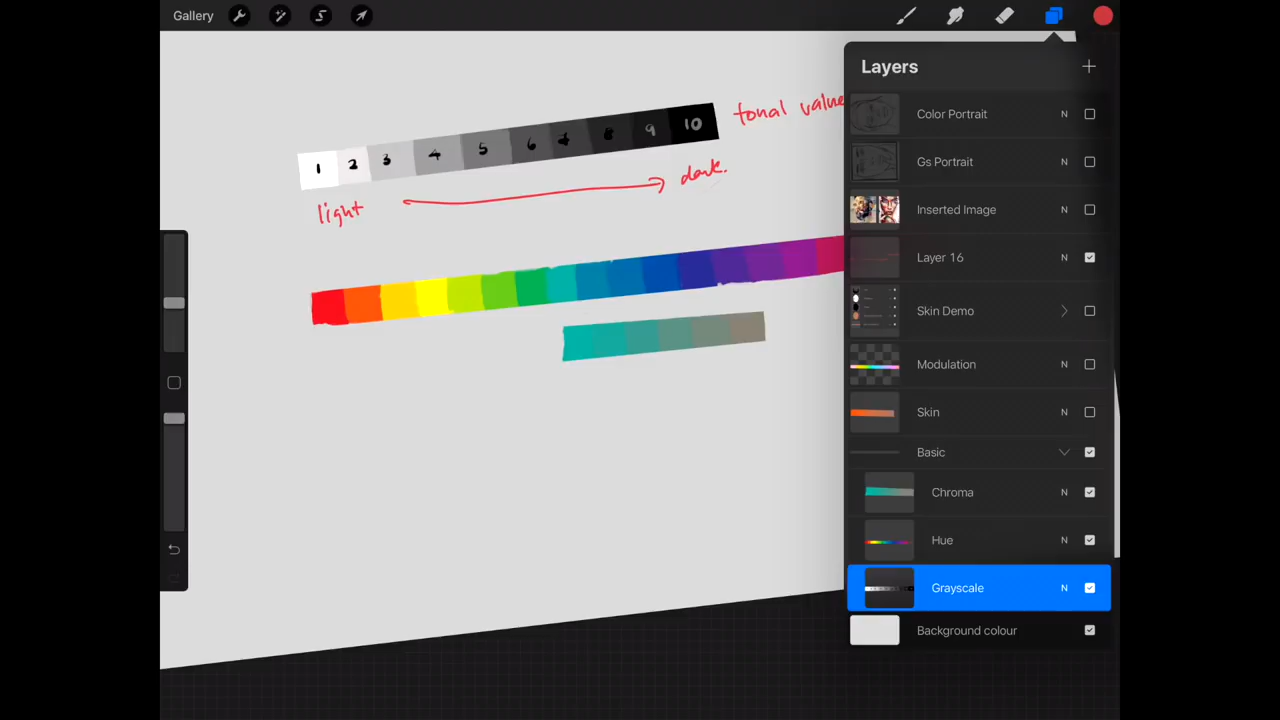 Gallery
Layers
1 2 3 4 5 6 7 8 9 10
tonal value
light
dark.
Color Portrait N
Gs Portrait N
Inserted Image N
Layer 16 N
Skin Demo
Modulation N
Skin N
Basic
Chroma N
Hue N
Grayscale N
Background colour